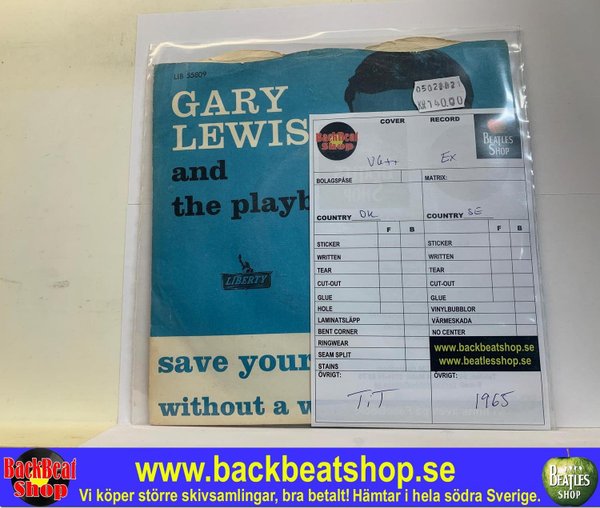 LIB 55809
GARY
LEWIS
and
the playb
LIBERTY
save your
without a w
KR140.00
BackBeat
Shop
COVER
RECORD
BEATLES
SHOP
VG++
EX
BOLAGSPÅSE
MATRIX:
COUNTRY DK
COUNTRY SE
F B
F B
STICKER
STICKER
WRITTEN
WRITTEN
TEAR
TEAR
CUT-OUT
CUT-OUT
GLUE
GLUE
HOLE
VINYLBUBBLOR
LAMINATSLÄPP
VÄRMESKADA
BENT CORNER
NO CENTER
RINGWEAR
SEAM SPLIT
STAINS
www.backbeatshop.se
www.beatlesshop.se
ÖVRIGT:
ÖVRIGT:
TiT
1965
BackBeat
Shop
www.backbeatshop.se
Vi köper större skivsamlingar, bra betalt! Hämtar i hela södra Sverige.
BEATLES
SHOP